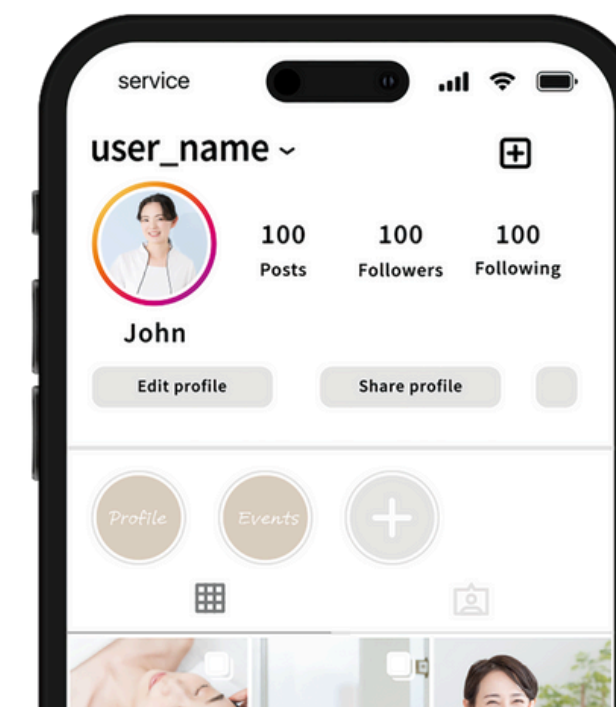 service
user_name
100 100 100
Posts Followers Following
John
Edit profile Share profile
Profile Events